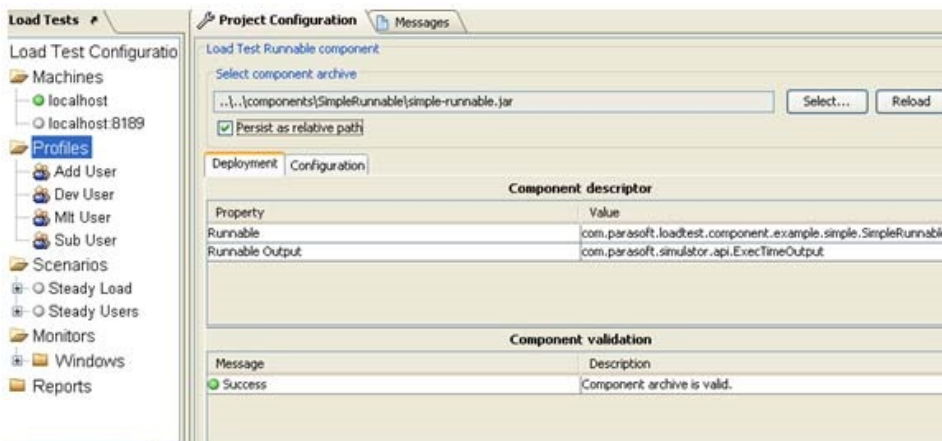 Load Tests
Project Configuration
Messages
Load Test Configuratio
Machines
localhost
localhost:8189
Profiles
Add User
Dev User
Mlt User
Sub User
Scenarios
Steady Load
Steady Users
Monitors
Windows
Reports
Load Test Runnable component
Select component archive
..\..\components\SimpleRunnable\simple-runnable.jar
Select...
Reload
Persist as relative path
Deployment
Configuration
Component descriptor
Property Value
Runnable com.parasoft.loadtest.component.example.simple.SimpleRunnable
Runnable Output com.parasoft.simulator.api.ExecTimeOutput
Component validation
Message Description
Success Component archive is valid.